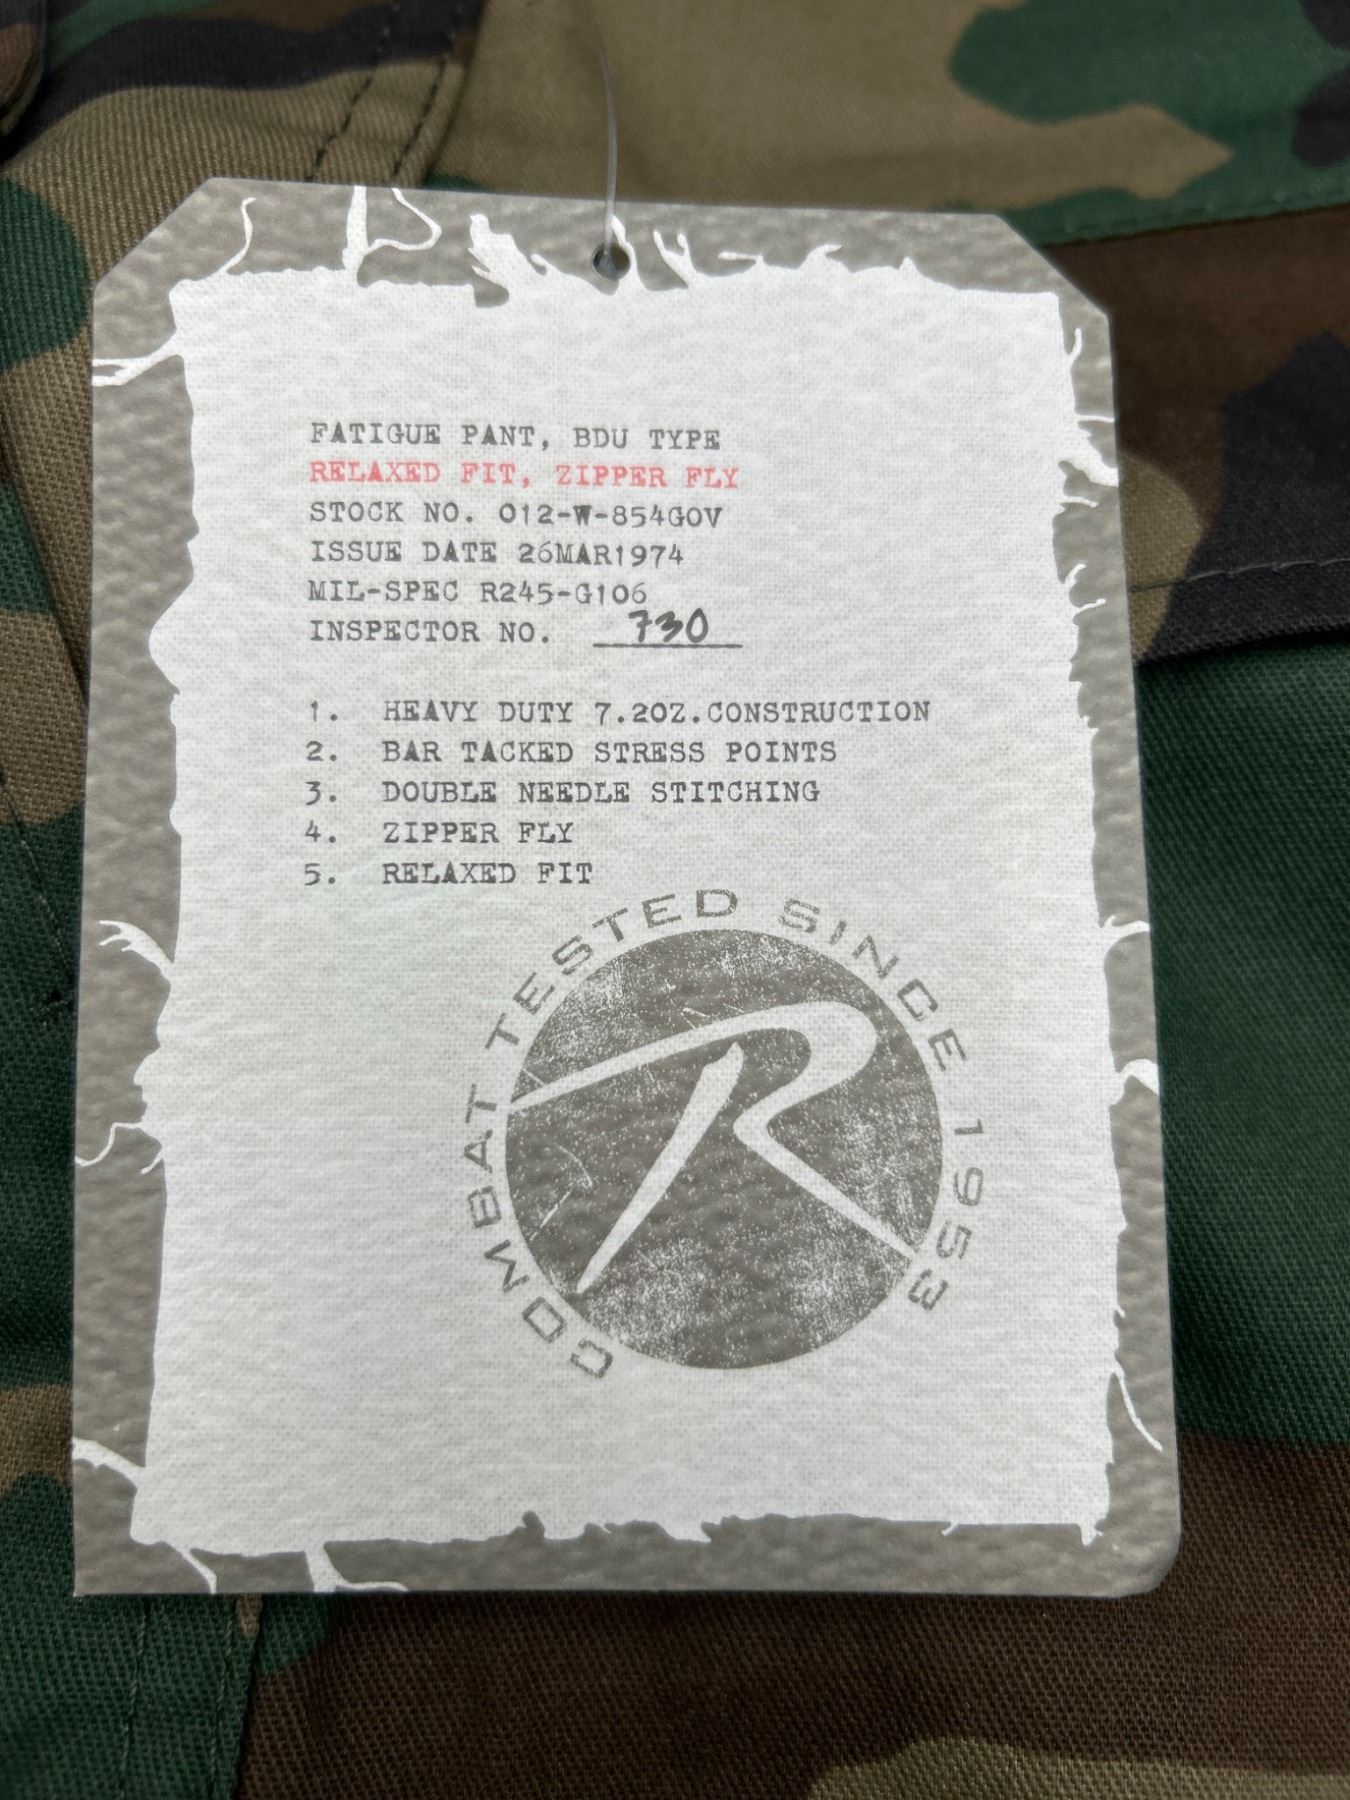 FATIGUE PANT, BDU TYPE
RELAXED FIT, ZIPPER FLY
STOCK NO. 012-W-854GOV
ISSUE DATE 26MAR1974
MIL-SPEC R245-G106
INSPECTOR NO. 730
1. HEAVY DUTY 7.2OZ.CONSTRUCTION
2. BAR TACKED STRESS POINTS
3. DOUBLE NEEDLE STITCHING
4. ZIPPER FLY
5. RELAXED FIT
COMBAT TESTED SINCE 1953
R